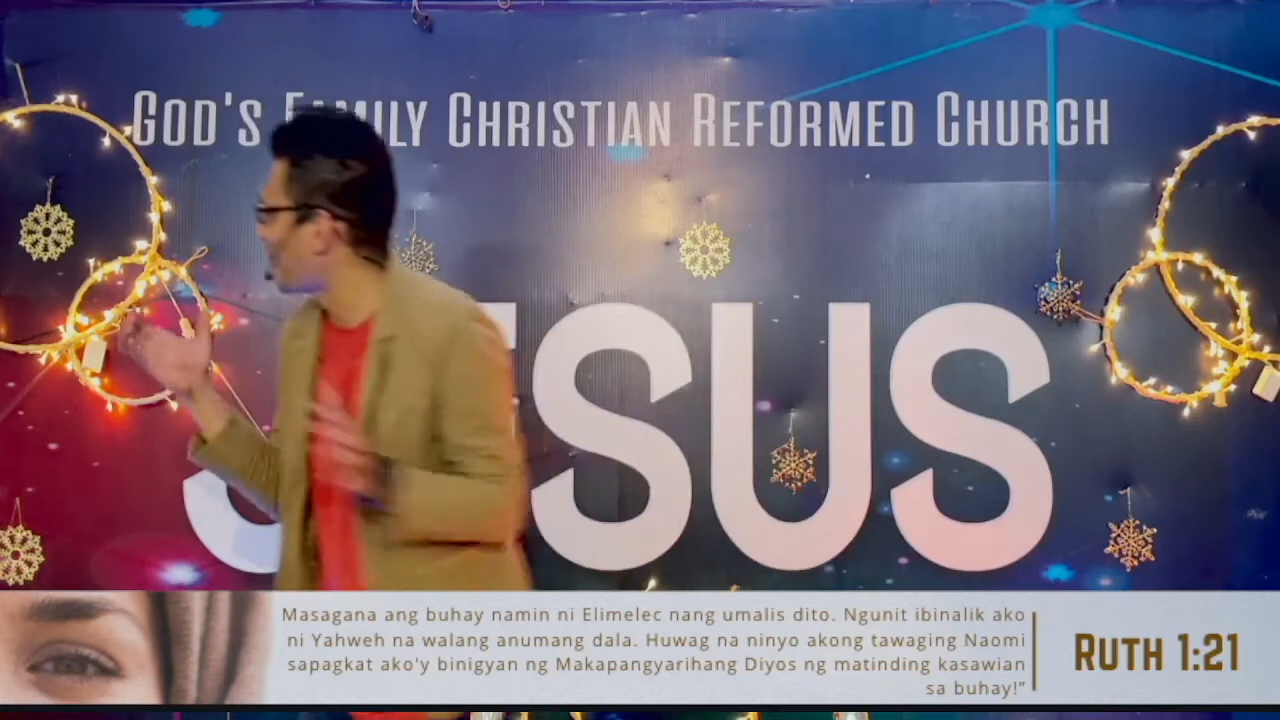 God's Family Christian Reformed Church
JESUS
Masagana ang buhay namin ni Elimelec nang umalis dito. Ngunit ibinalik ako
ni Yahweh na walang anumang dala. Huwag na ninyo akong tawaging Naomi
sapagkat ako'y binigyan ng Makapangyarihang Diyos ng matinding kasawian
sa buhay!"
Ruth 1:21